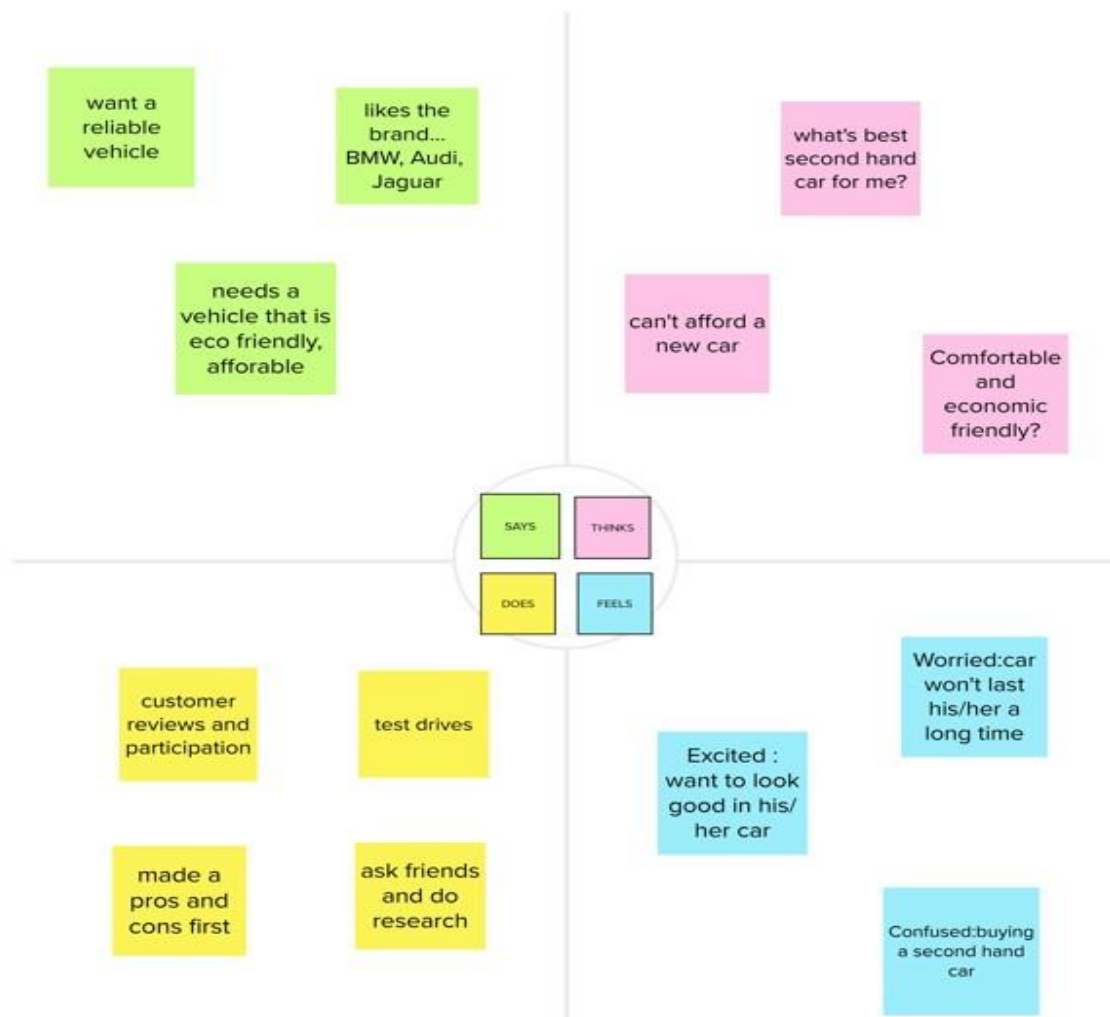 want a
reliable
vehicle
likes the
brand...
BMW, Audi,
Jaguar
needs a
vehicle that is
eco friendly,
afforable
what's best
second hand
car for me?
can't afford a
new car
Comfortable
and
economic
friendly?
SAYS
THINKS
DOES
FEELS
customer
reviews and
participation
test drives
made a
pros and
cons first
ask friends
and do
research
Worried:car
won't last
his/her a
long time
Excited :
want to look
good in his/
her car
Confused:buying
a second hand
car